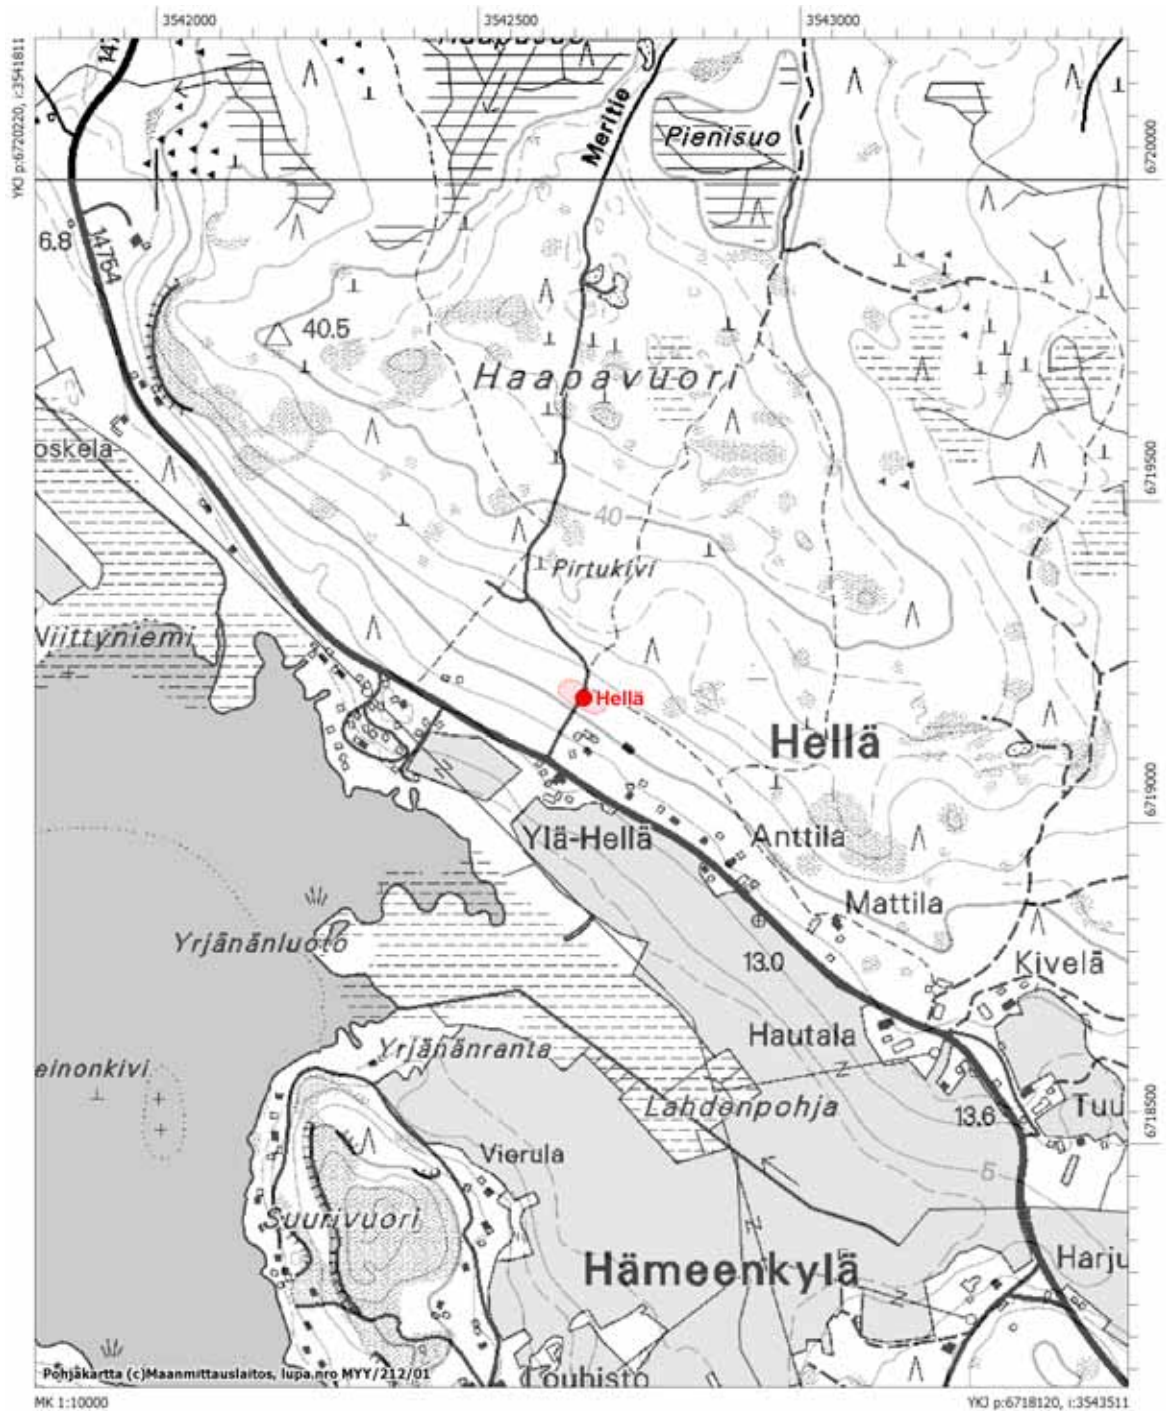 3542000
3542500
3543000
YKJ p:6720220, i:3541811
Meritie
Pienisuo
6720000
6.8
14754
40.5
Haapavuori
oskela
6719500
40
Pirtukivi
Niittyniemi
Hellä
Hellä
6719000
Ylä-Hellä
Anttila
Mattila
Yrjänänluoto
13.0
Kivelä
Hautala
Yrjänänranta
einonkivi
Lahdenpohja
13.6
Tuu
6718500
Vierula
5
Suurivuori
Hämeenkylä
Harju
Pohjakartta (c)Maanmittauslaitos, lupa.nro MYY/212/01
Louhisto
MK 1:10000
YKJ p:6718120, i:3543511